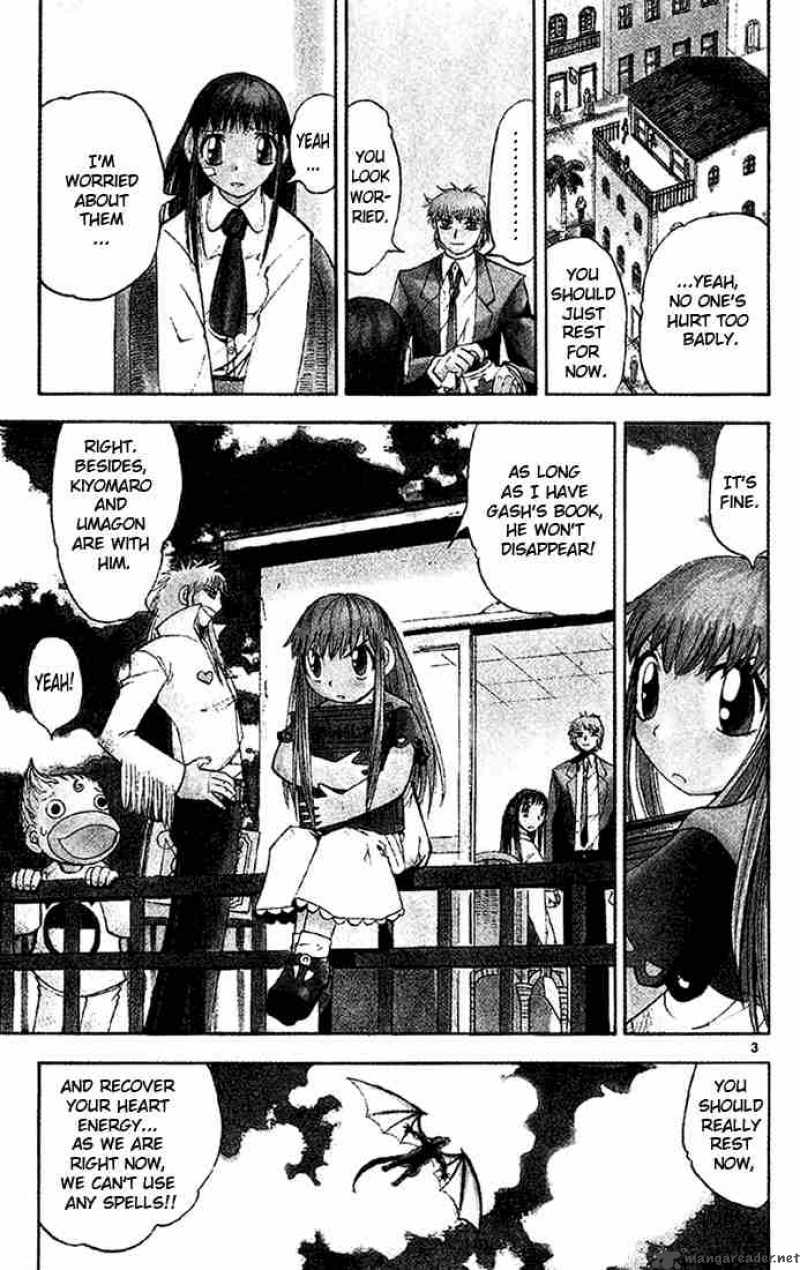 ...YEAH,
NO ONE'S
HURT TOO
BADLY.
YOU
SHOULD
JUST
REST
FOR
NOW.
........
YOU
LOOK
WOR-
RIED.
YEAH
...
I'M
WORRIED
ABOUT
THEM
...
IT'S
FINE.
AS LONG
AS I HAVE
GASH'S BOOK,
HE WON'T
DISAPPEAR!
RIGHT.
BESIDES,
KIYOMARO
AND
UMAGON
ARE WITH
HIM.
YEAH!
3
YOU
SHOULD
REALLY
REST
NOW,
AND RECOVER
YOUR HEART
ENERGY...
AS WE ARE
RIGHT NOW,
WE CAN'T USE
ANY SPELLS!!
mangareader.net